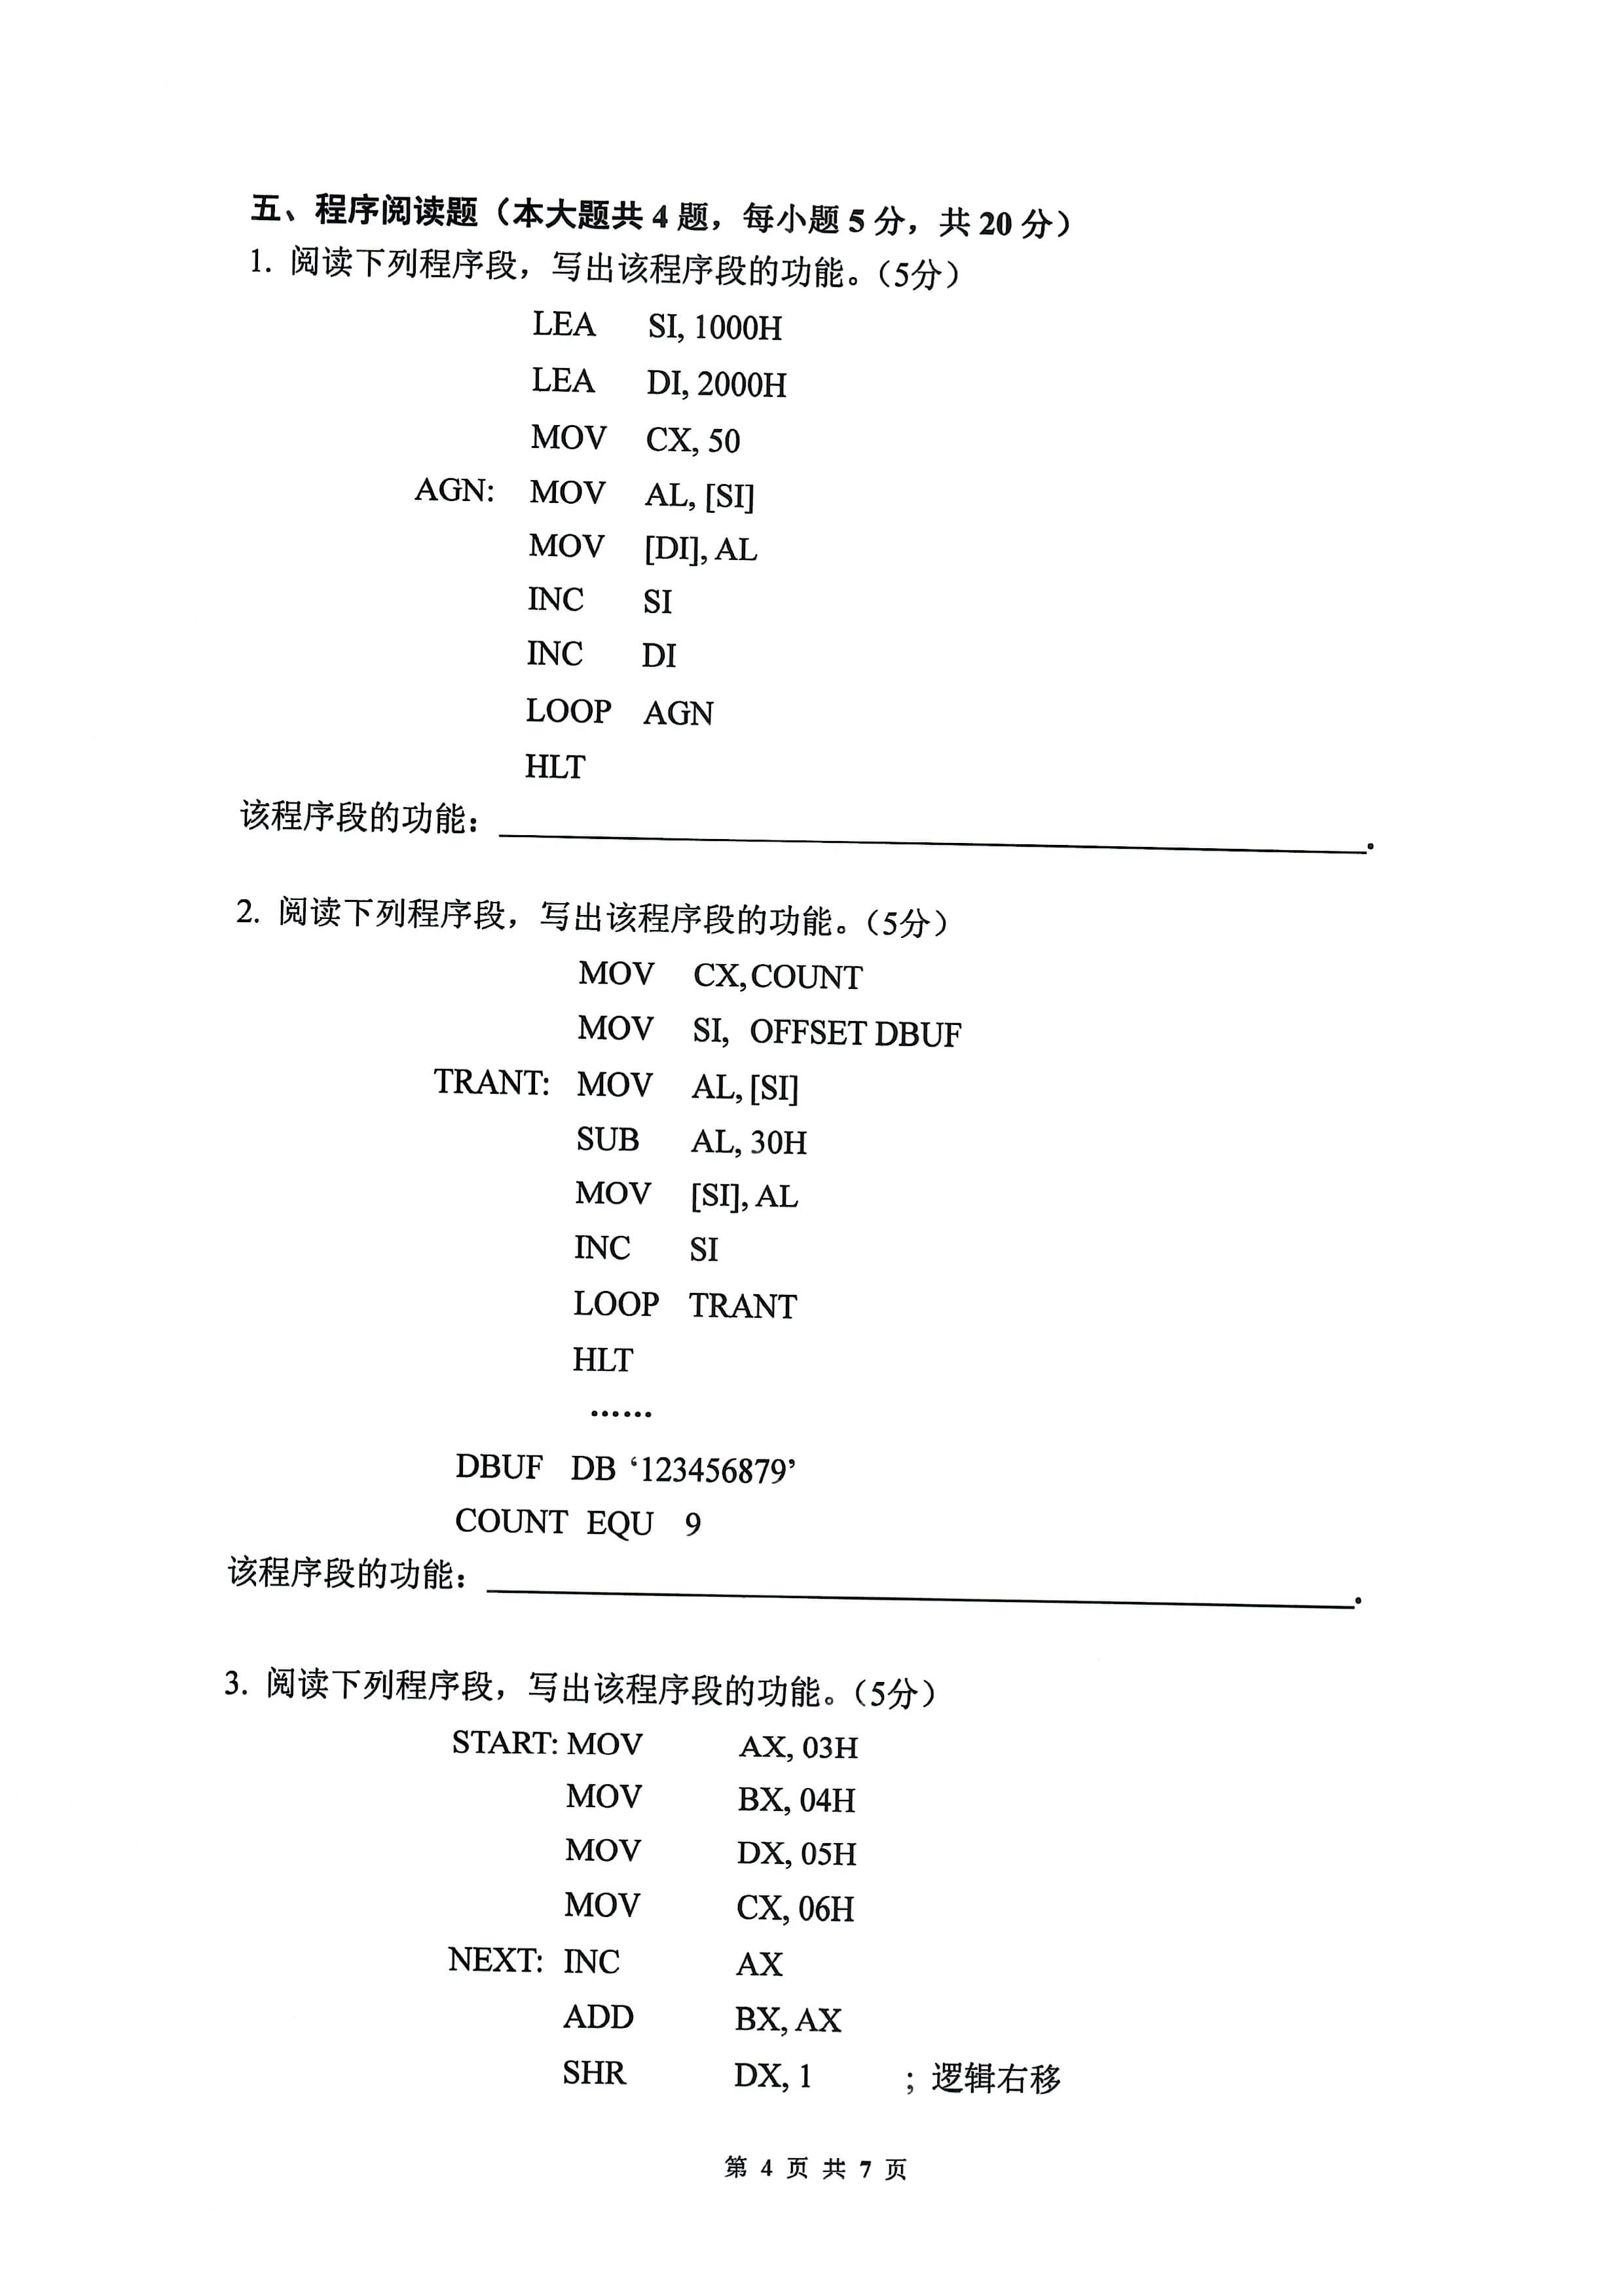 五、程序阅读题（本大题共 4 题，每小题 5 分，共 20 分）
1. 阅读下列程序段，写出该程序段的功能。（5分）
LEA SI, 1000H
LEA DI, 2000H
MOV CX, 50
AGN: MOV AL, [SI]
MOV [DI], AL
INC SI
INC DI
LOOP AGN
HLT
该程序段的功能：
2. 阅读下列程序段，写出该程序段的功能。（5分）
MOV CX, COUNT
MOV SI, OFFSET DBUF
TRANT: MOV AL, [SI]
SUB AL, 30H
MOV [SI], AL
INC SI
LOOP TRANT
HLT
……
DBUF DB ‘123456879’
COUNT EQU 9
该程序段的功能：
3. 阅读下列程序段，写出该程序段的功能。（5分）
START: MOV AX, 03H
MOV BX, 04H
MOV DX, 05H
MOV CX, 06H
NEXT: INC AX
ADD BX, AX
SHR DX, 1 ; 逻辑右移
第 4 页 共 7 页